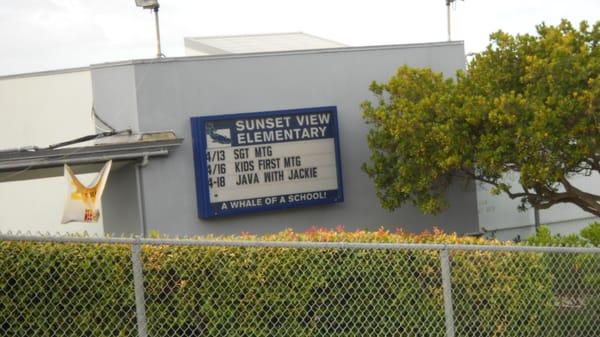 SUNSET VIEW
ELEMENTARY
4/13 SGT MTG
4/16 KIDS FIRST MTG
4-18 JAVA WITH JACKIE
A WHALE OF A SCHOOL!